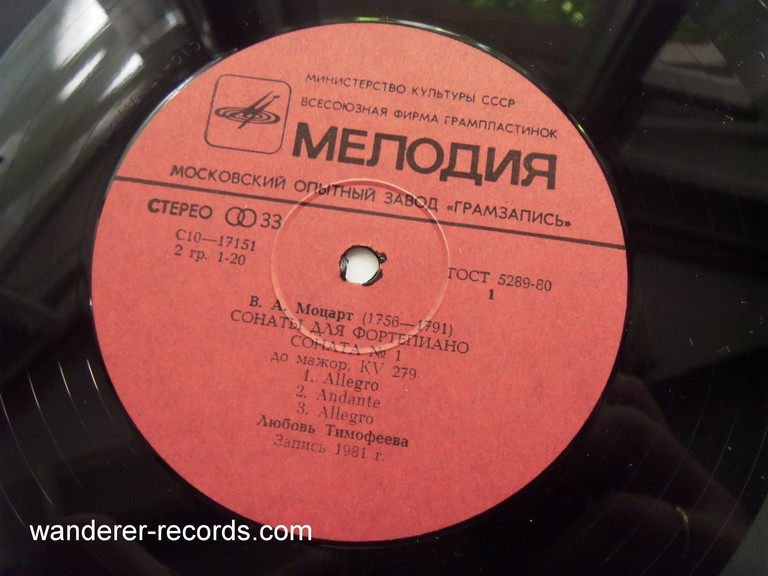 МИНИСТЕРСТВО КУЛЬТУРЫ СССР
ВСЕСОЮЗНАЯ ФИРМА ГРАМПЛАСТИНОК
МЕЛОДИЯ
МОСКОВСКИЙ ОПЫТНЫЙ ЗАВОД «ГРАМЗАПИСЬ»
СТЕРЕО 33
С10—17151
2 гр. 1-20
ГОСТ 5289-80
1
В. А. Моцарт (1756—1791)
СОНАТЫ ДЛЯ ФОРТЕПИАНО
СОНАТА № 1
до мажор, KV 279
1. Allegro
2. Andante
3. Allegro
Любовь Тимофеева
Запись 1981 г.
wanderer-records.com